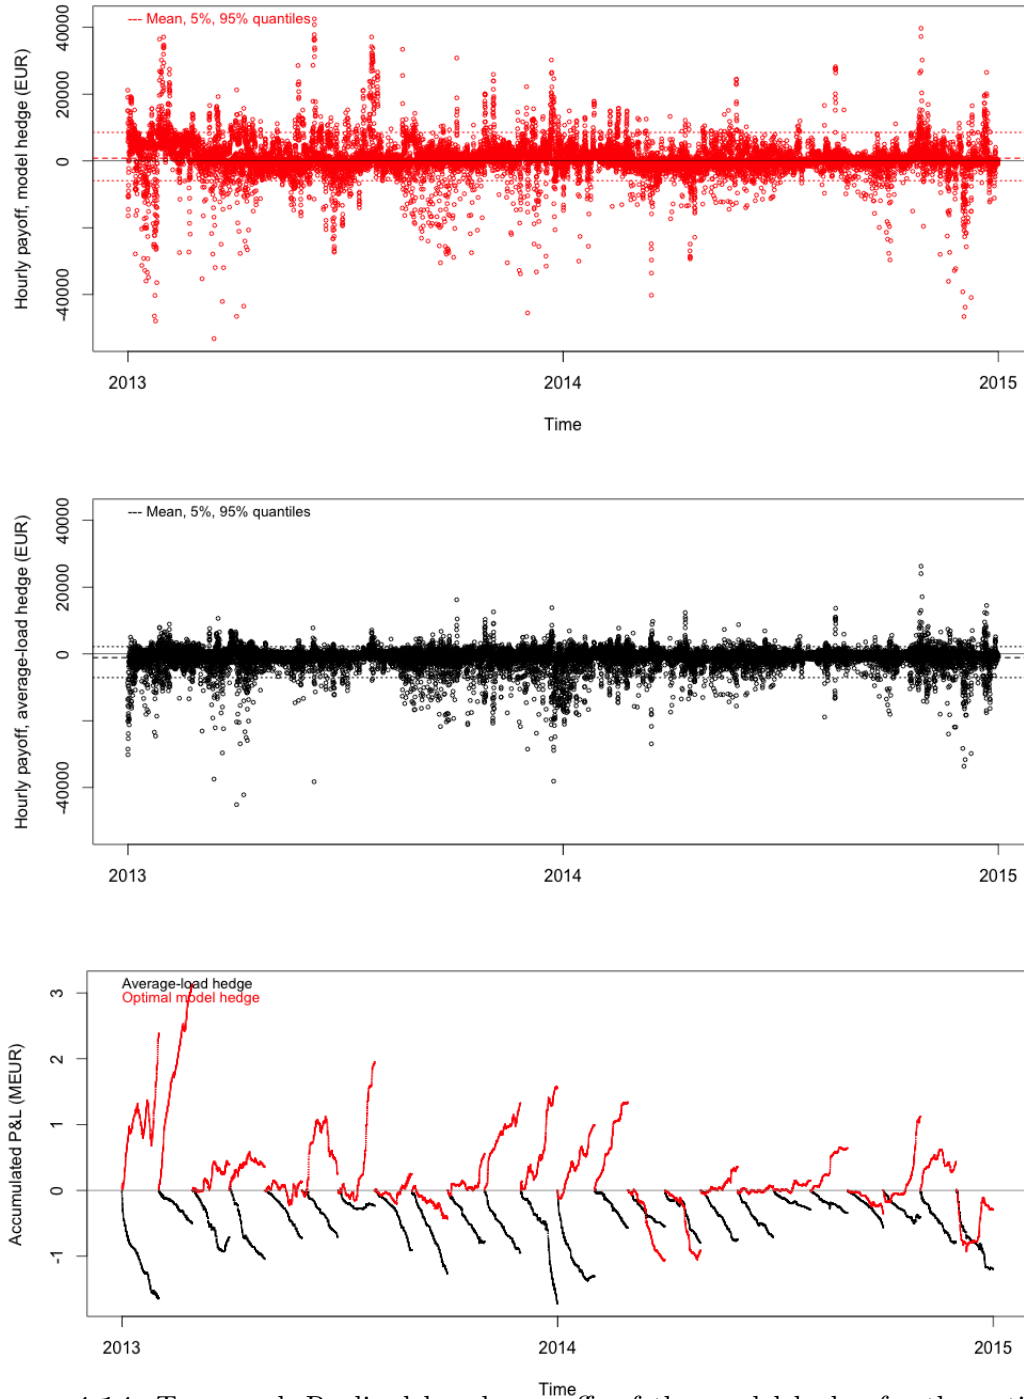 Hourly payoff, model hedge (EUR)
40000
20000
0
-40000
--- Mean, 5%, 95% quantiles
2013
2014
2015
Time
Hourly payoff, average-load hedge (EUR)
40000
20000
0
-40000
--- Mean, 5%, 95% quantiles
2013
2014
2015
Accumulated P&L (MEUR)
3
2
1
0
-1
Average-load hedge
Optimal model hedge
2013
2014
2015
Time